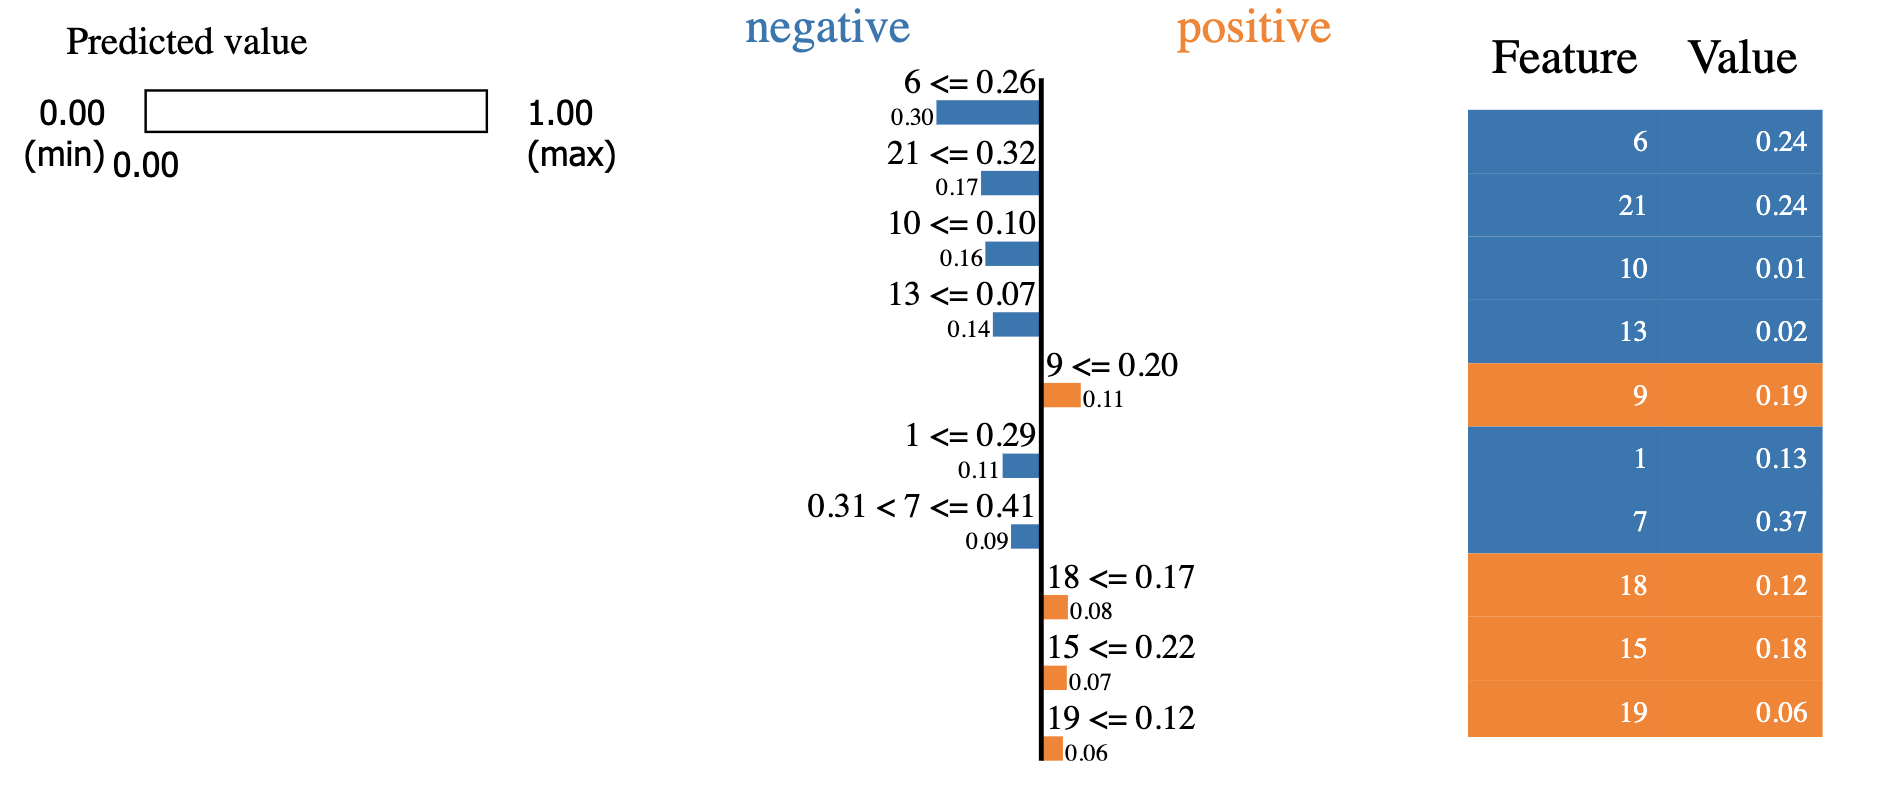 Predicted value
0.00
(min)
0.00
1.00
(max)
negative
positive
6 <= 0.26
0.30
21 <= 0.32
0.17
10 <= 0.10
0.16
13 <= 0.07
0.14
9 <= 0.20
0.11
1 <= 0.29
0.11
0.31 < 7 <= 0.41
0.09
18 <= 0.17
0.08
15 <= 0.22
0.07
19 <= 0.12
0.06
Feature Value
6 0.24
21 0.24
10 0.01
13 0.02
9 0.19
1 0.13
7 0.37
18 0.12
15 0.18
19 0.06